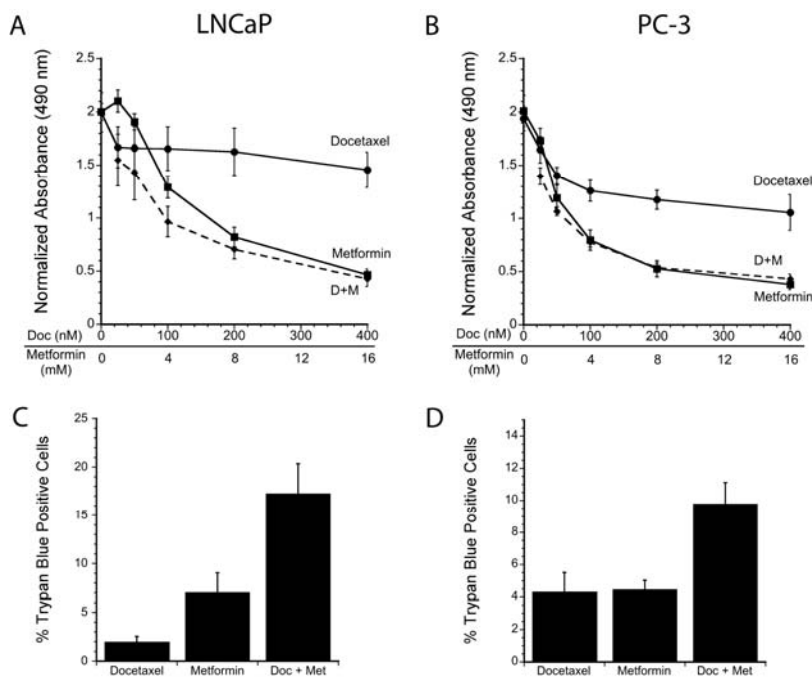 A
LNCaP
Normalized Absorbance (490 nm)
2.5
2
1.5
1
0.5
0
Docetaxel
Metformin
D+M
Doc (nM) 0 100 200 300 400
Metformin (mM) 0 4 8 12 16
B
PC-3
Normalized Absorbance (490 nm)
2.5
2
1.5
1
0.5
0
Docetaxel
D+M
Metformin
Doc (nM) 0 100 200 300 400
Metformin (mM) 0 4 8 12 16
C
% Trypan Blue Positive Cells
25
20
15
10
5
0
Docetaxel Metformin Doc + Met
D
% Trypan Blue Positive Cells
14
12
10
8
6
4
2
0
Docetaxel Metformin Doc + Met